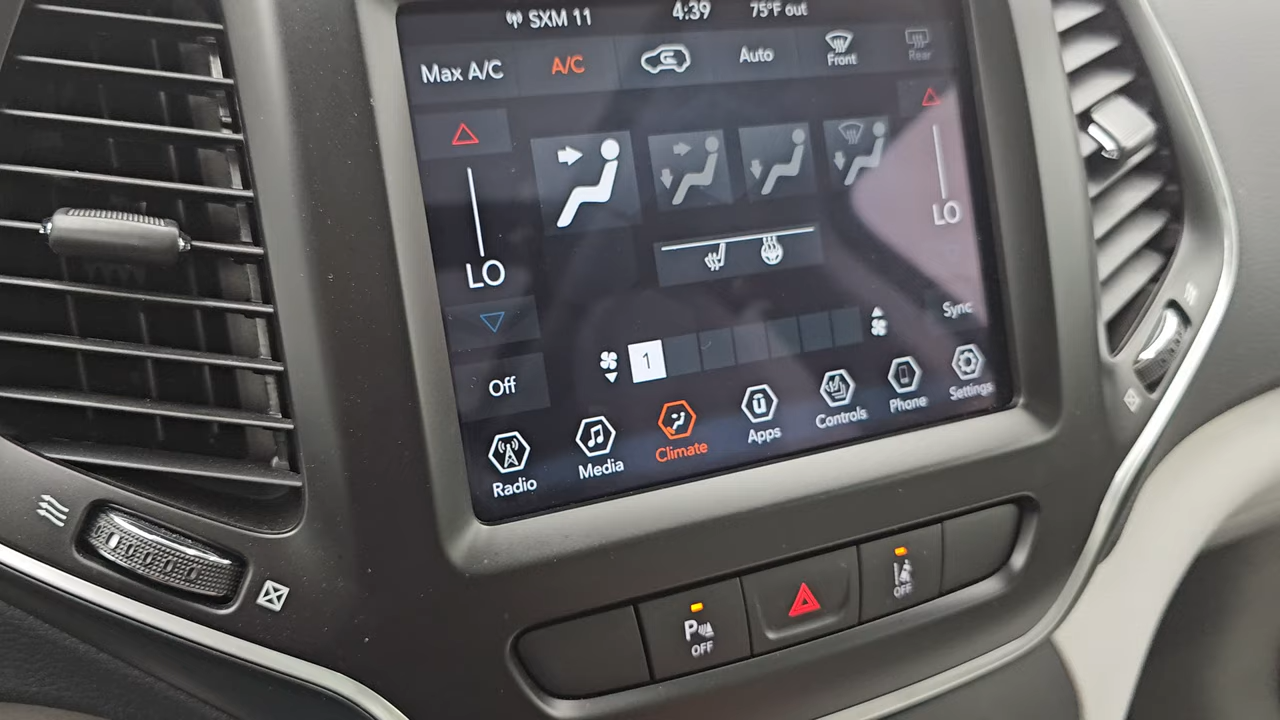 SXM 11 4:39 75°F out
Max A/C A/C Auto Front Rear
LO LO
Sync
1
Off
Radio Media Climate Apps Controls Phone Settings
P OFF OFF